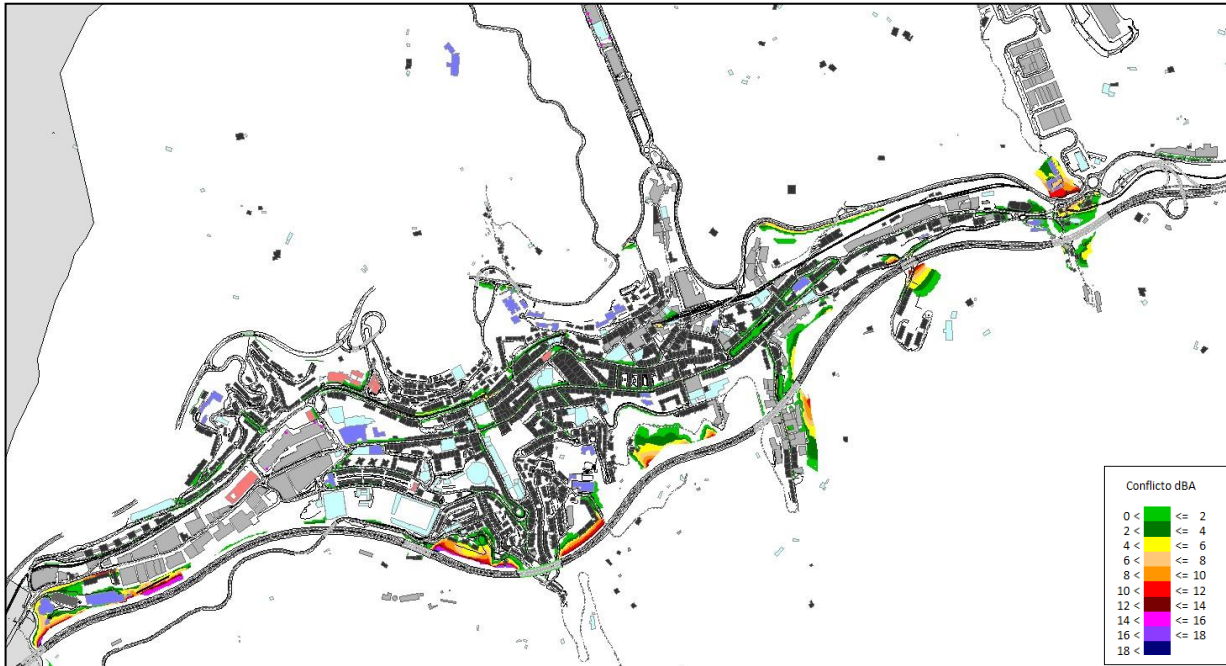 Conflicto dBA
0 < <= 2
2 < <= 4
4 < <= 6
6 < <= 8
8 < <= 10
10 < <= 12
12 < <= 14
14 < <= 16
16 < <= 18
18 <